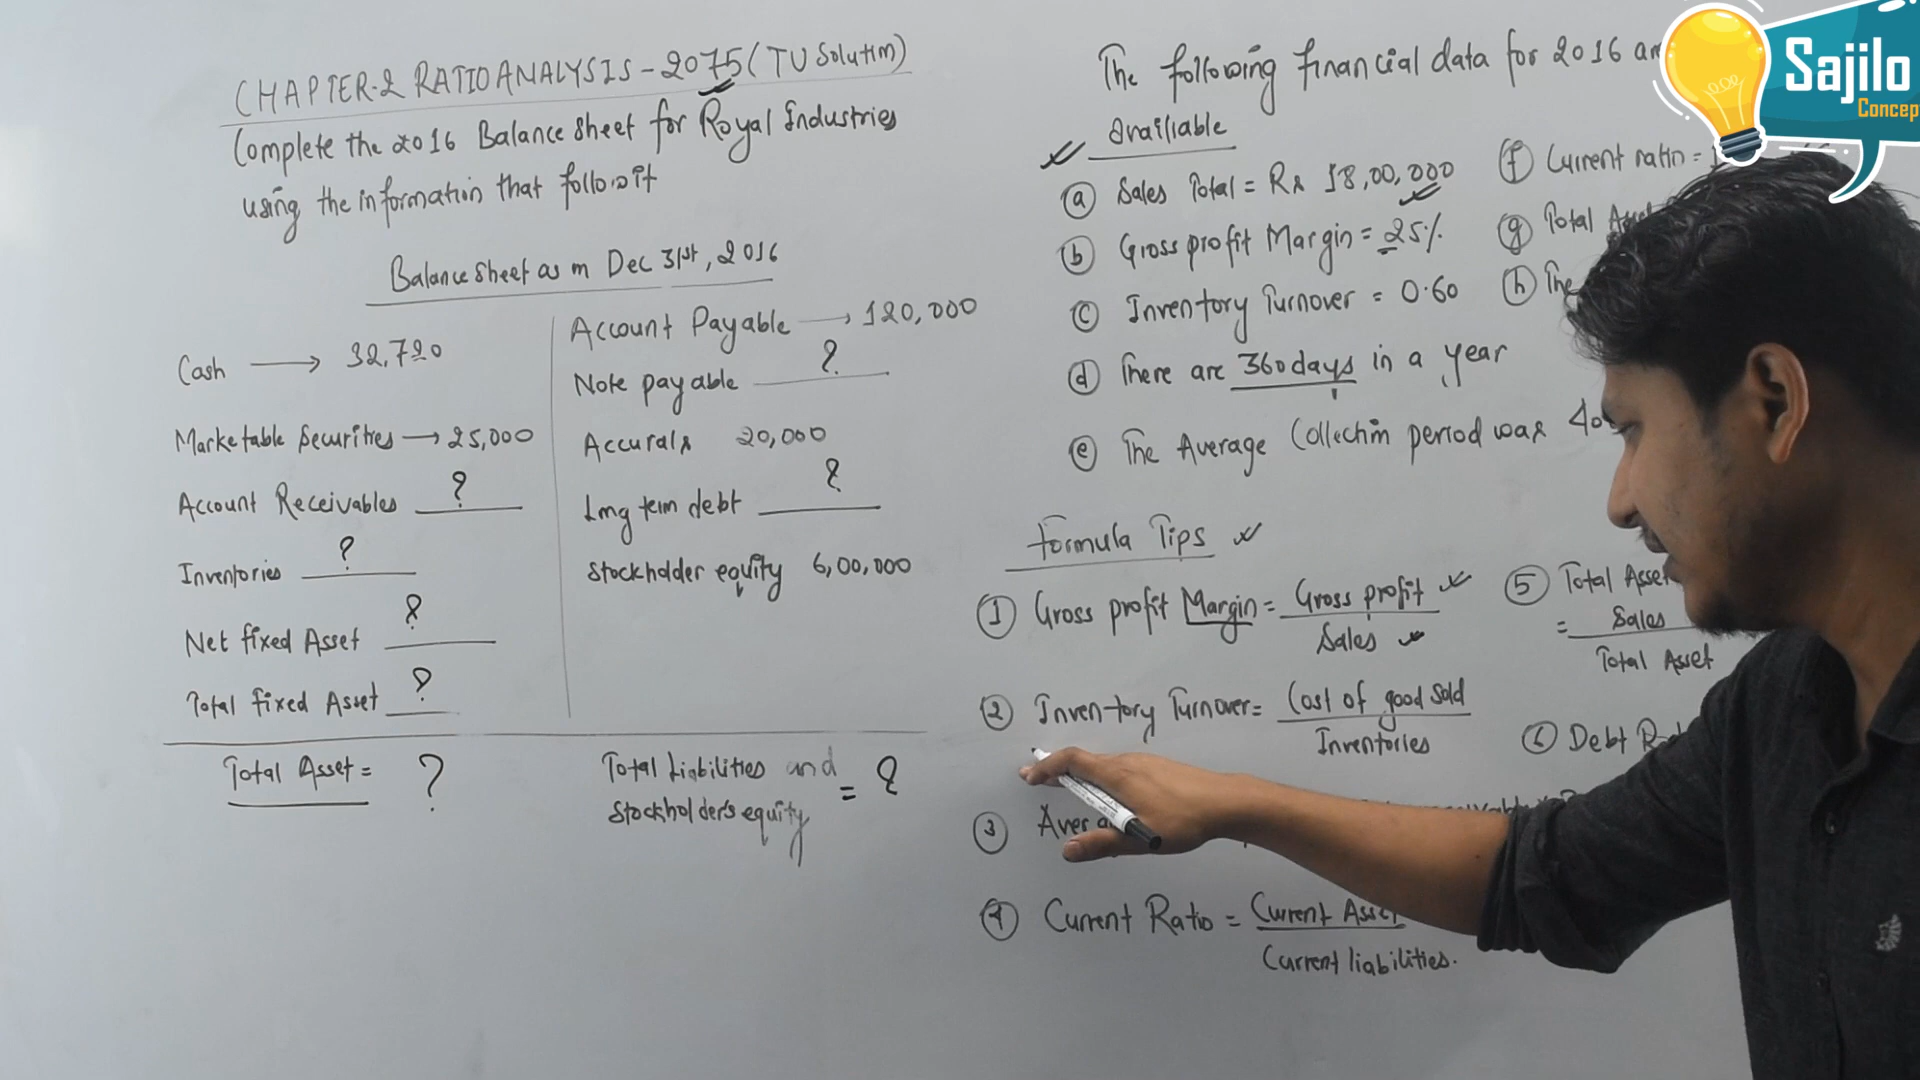 CHAPTER-2 RATIO ANALYSIS - 2075 (TU Solution)
Complete the 2016 Balance sheet for Royal Industries
using the information that follows it
Balance sheet as on Dec 31st, 2016
Cash → 32,720
Marketable Securities → 25,000
Account Receivables ?
Inventories ?
Net fixed Asset ?
Total fixed Asset ?
Total Asset = ?
Account Payable → 120,000
Note payable ?
Accurals 20,000
Long term debt ?
Stockholder equity 6,00,000
Total Liabilities and
Stockholder's equity = ?
The following financial data for 2016 are
availiable
(a) Sales Total = Rs 18,00,000
(b) Gross profit Margin = 25%
(c) Inventory Turnover = 0.60
(d) There are 360 days in a year
(e) The Average Collection period was 40
(f) Current ratio =
(g) Total Asset
(h) The
Formula Tips
(1) Gross profit Margin = Gross profit
Sales
(2) Inventory Turnover = Cost of good sold
Inventories
(3)
(4) Current Ratio = Current Asset
Current liabilities.
(5) Total Asset
= Sales
Total Asset
(6) Debt
Sajilo